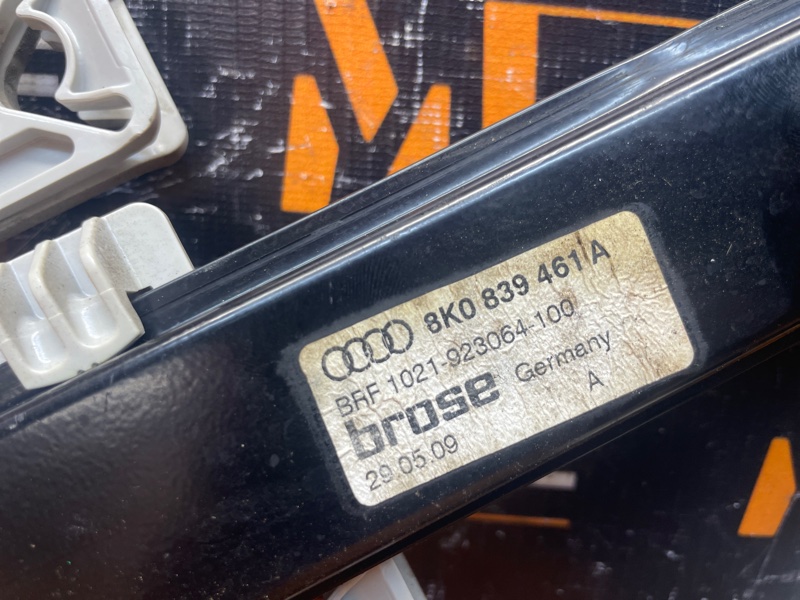 8K0 839 461 A
BRF 1021-923064-100
brose Germany
29 05 09 A